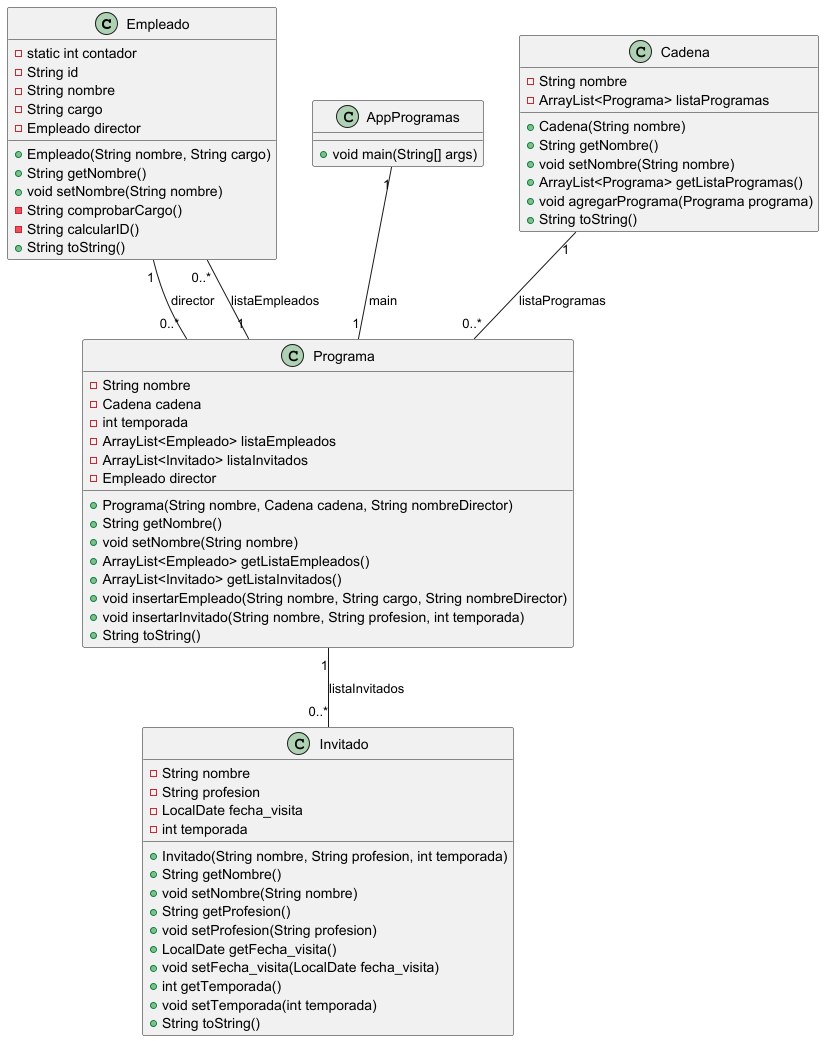 C Empleado
static int contador
String id
String nombre
String cargo
Empleado director
Empleado(String nombre, String cargo)
String getNombre()
void setNombre(String nombre)
String comprobarCargo()
String calcularID()
String toString()
C AppProgramas
void main(String[] args)
C Cadena
String nombre
ArrayList<Programa> listaProgramas
Cadena(String nombre)
String getNombre()
void setNombre(String nombre)
ArrayList<Programa> getListaProgramas()
void agregarPrograma(Programa programa)
String toString()
1
director
0..*
0..*
listaEmpleados
1
1
main
1
1
listaProgramas
0..*
C Programa
String nombre
Cadena cadena
int temporada
ArrayList<Empleado> listaEmpleados
ArrayList<Invitado> listaInvitados
Empleado director
Programa(String nombre, Cadena cadena, String nombreDirector)
String getNombre()
void setNombre(String nombre)
ArrayList<Empleado> getListaEmpleados()
ArrayList<Invitado> getListaInvitados()
void insertarEmpleado(String nombre, String cargo, String nombreDirector)
void insertarInvitado(String nombre, String profesion, int temporada)
String toString()
1
listaInvitados
0..*
C Invitado
String nombre
String profesion
LocalDate fecha_visita
int temporada
Invitado(String nombre, String profesion, int temporada)
String getNombre()
void setNombre(String nombre)
String getProfesion()
void setProfesion(String profesion)
LocalDate getFecha_visita()
void setFecha_visita(LocalDate fecha_visita)
int getTemporada()
void setTemporada(int temporada)
String toString()